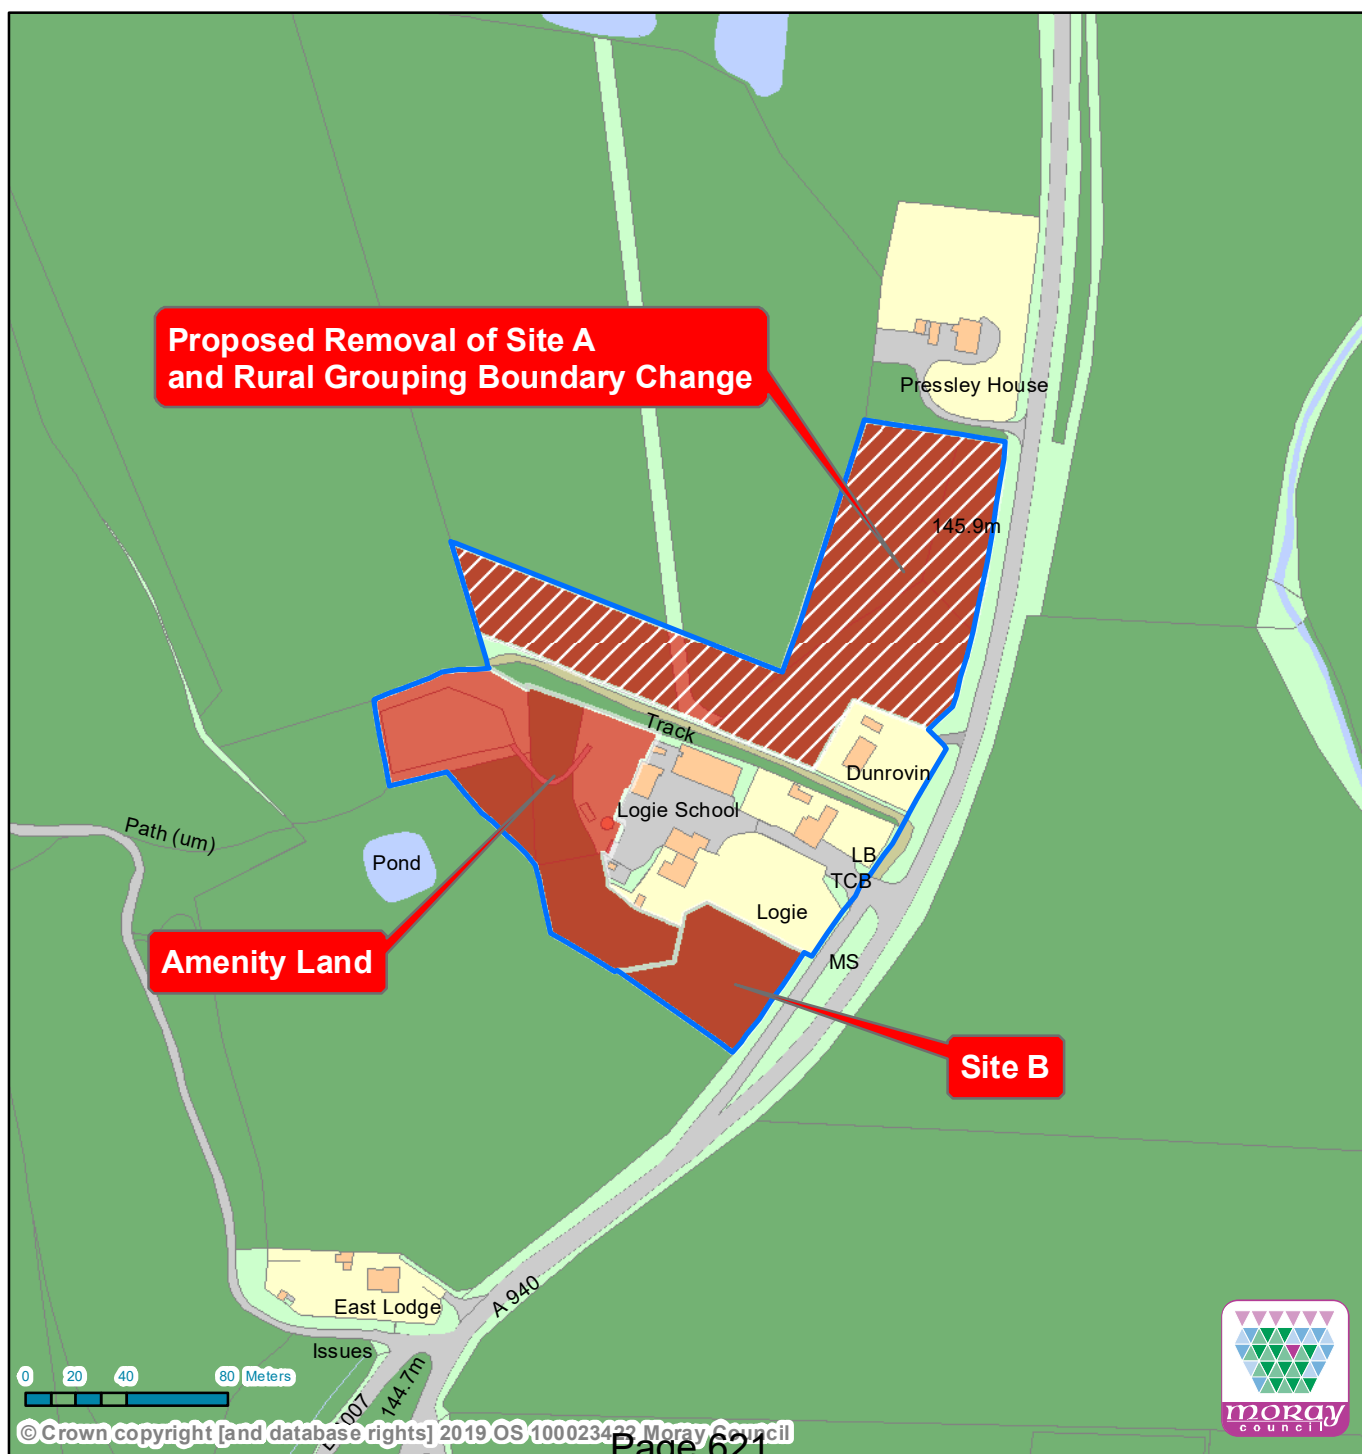 Proposed Removal of Site A
and Rural Grouping Boundary Change
Pressley House
145.9m
Track
Dunrovin
Logie School
Path (um)
Pond
LB
TCB
Logie
Amenity Land
MS
Site B
A 940
East Lodge
Issues
144.7m
0 20 40 80 Meters
moray
council
© Crown copyright [and database rights] 2019 OS 100023422 Moray Council
Page 621